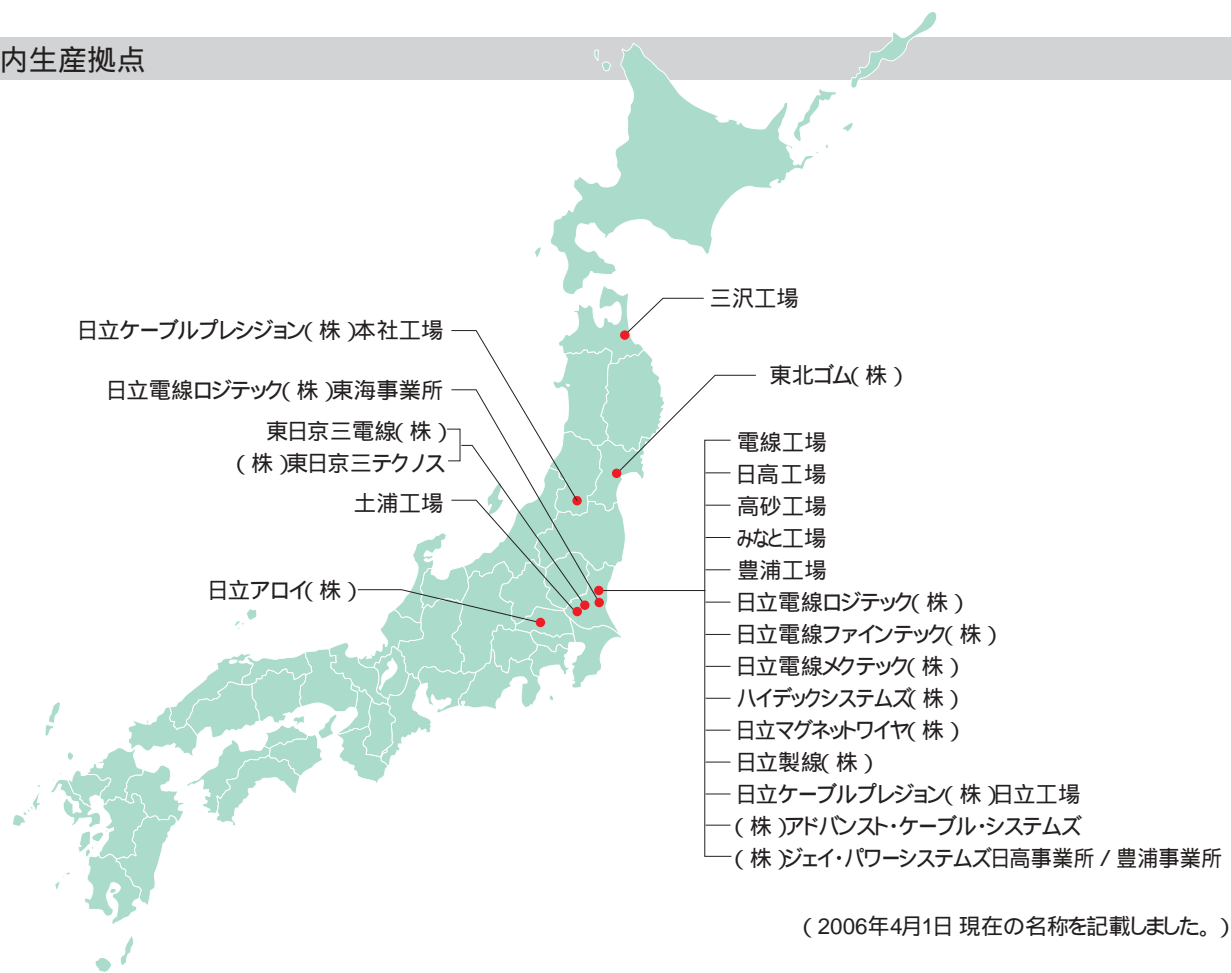 内生産拠点
三沢工場
日立ケーブルプレシジョン(株)本社工場
東北ゴム(株)
日立電線ロジテック(株)東海事業所
東日京三電線(株)
(株)東日京三テクノス
土浦工場
日立アロイ(株)
電線工場
日高工場
高砂工場
みなと工場
豊浦工場
日立電線ロジテック(株)
日立電線ファインテック(株)
日立電線メクテック(株)
ハイデックシステムズ(株)
日立マグネットワイヤ(株)
日立製線(株)
日立ケーブルプレジョン(株)日立工場
(株)アドバンスト・ケーブル・システムズ
(株)ジェイ・パワーシステムズ日高事業所/豊浦事業所
(2006年4月1日 現在の名称を記載しました。)